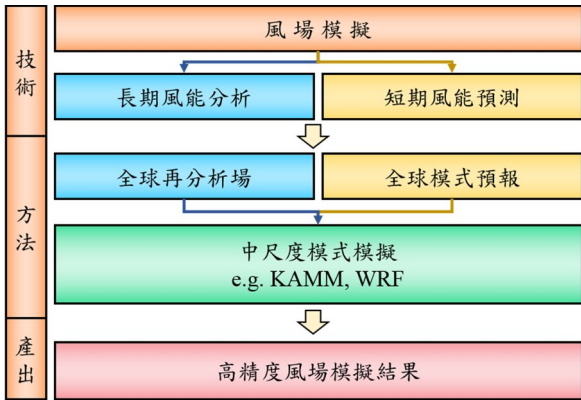 技術
風場模擬
長期風能分析
短期風能預測
方法
全球再分析場
全球模式預報
中尺度模式模擬
e.g. KAMM, WRF
產出
高精度風場模擬結果